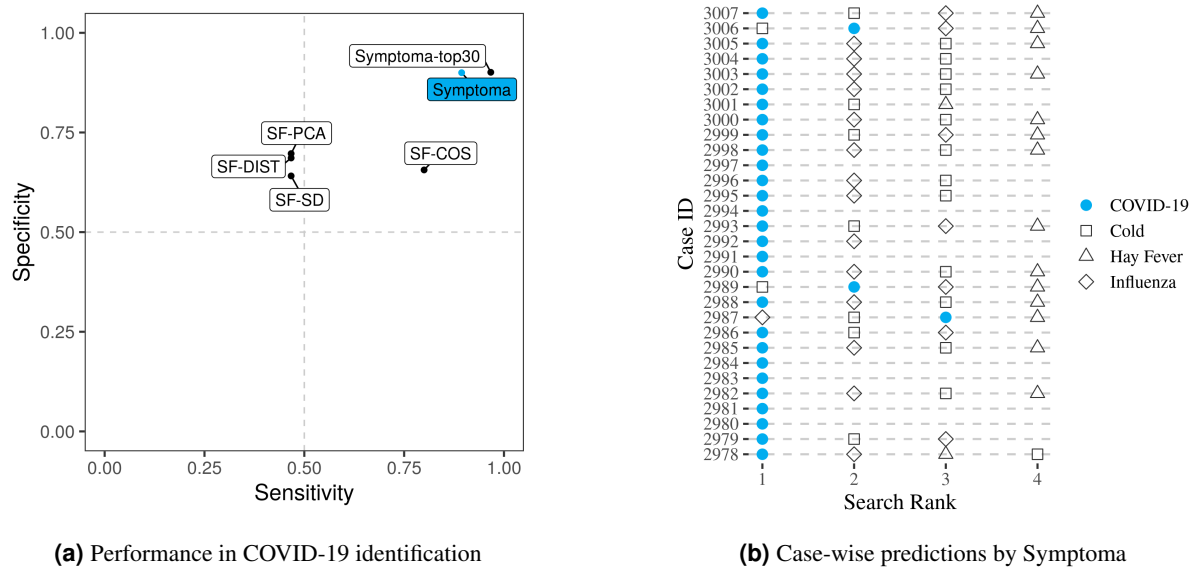 1.00
0.75
0.50
0.25
0.00
Specificity
Symptoma-top30
Symptoma
SF-PCA
SF-DIST
SF-SD
SF-COS
0.00 0.25 0.50 0.75 1.00
Sensitivity
(a) Performance in COVID-19 identification
3007
3006
3005
3004
3003
3002
3001
3000
2999
2998
2997
2996
2995
2994
2993
2992
2991
2990
2989
2988
2987
2986
2985
2984
2983
2982
2981
2980
2979
2978
Case ID
1 2 3 4
Search Rank
COVID-19
Cold
Hay Fever
Influenza
(b) Case-wise predictions by Symptoma